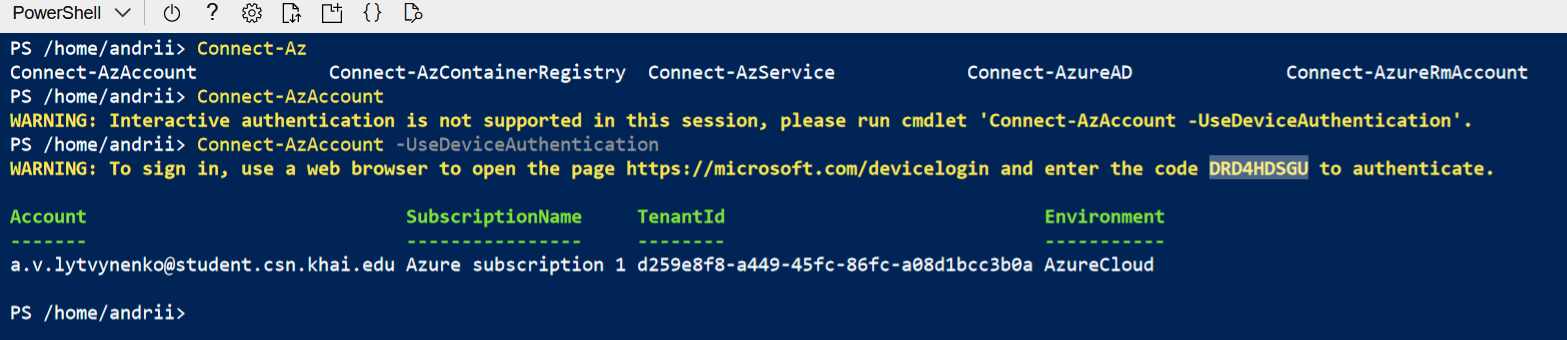 PowerShell
PS /home/andrii> Connect-Az
Connect-AzAccount Connect-AzContainerRegistry Connect-AzService Connect-AzureAD Connect-AzureRmAccount
PS /home/andrii> Connect-AzAccount
WARNING: Interactive authentication is not supported in this session, please run cmdlet 'Connect-AzAccount -UseDeviceAuthentication'.
PS /home/andrii> Connect-AzAccount -UseDeviceAuthentication
WARNING: To sign in, use a web browser to open the page https://microsoft.com/devicelogin and enter the code DRD4HDSGU to authenticate.
Account SubscriptionName TenantId Environment
------- ---------------- -------- -----------
a.v.lytvynenko@student.csn.khai.edu Azure subscription 1 d259e8f8-a449-45fc-86fc-a08d1bcc3b0a AzureCloud
PS /home/andrii>